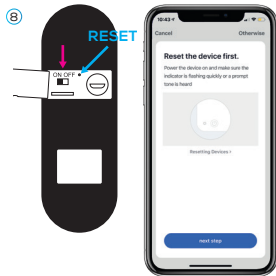 8
RESET
ON OFF
10:43
Cancel Otherwise
Reset the device first.
Power the device on and make sure the
indicator is flashing quickly or a prompt
tone is heard
Resetting Devices >
next step